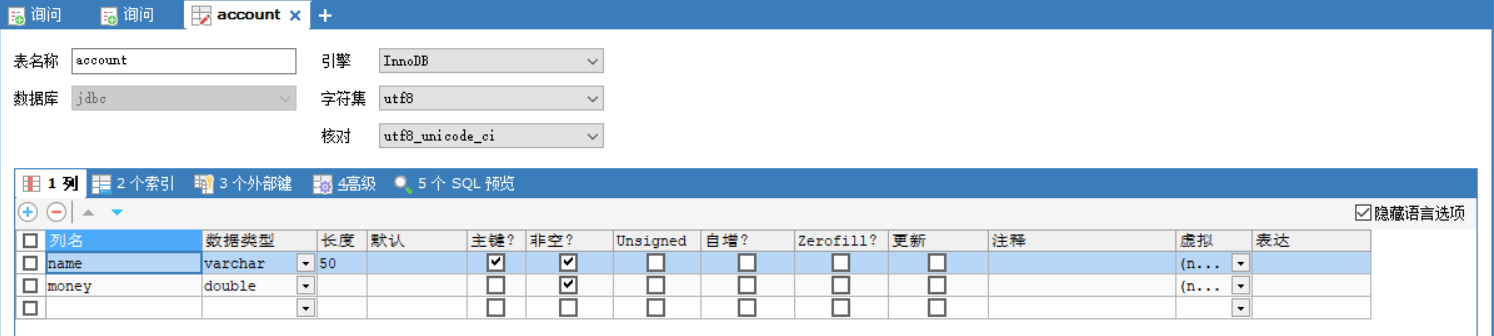 询问 询问 account
表名称 account 引擎 InnoDB
数据库 jdbc 字符集 utf8
核对 utf8_unicode_ci
1 列 2 个索引 3 个外部键 4高级 5 个 SQL 预览
隐藏语言选项
列名 数据类型 长度 默认 主键? 非空? Unsigned 自增? Zerofill? 更新 注释 虚拟 表达
name varchar 50 (n...
money double (n...